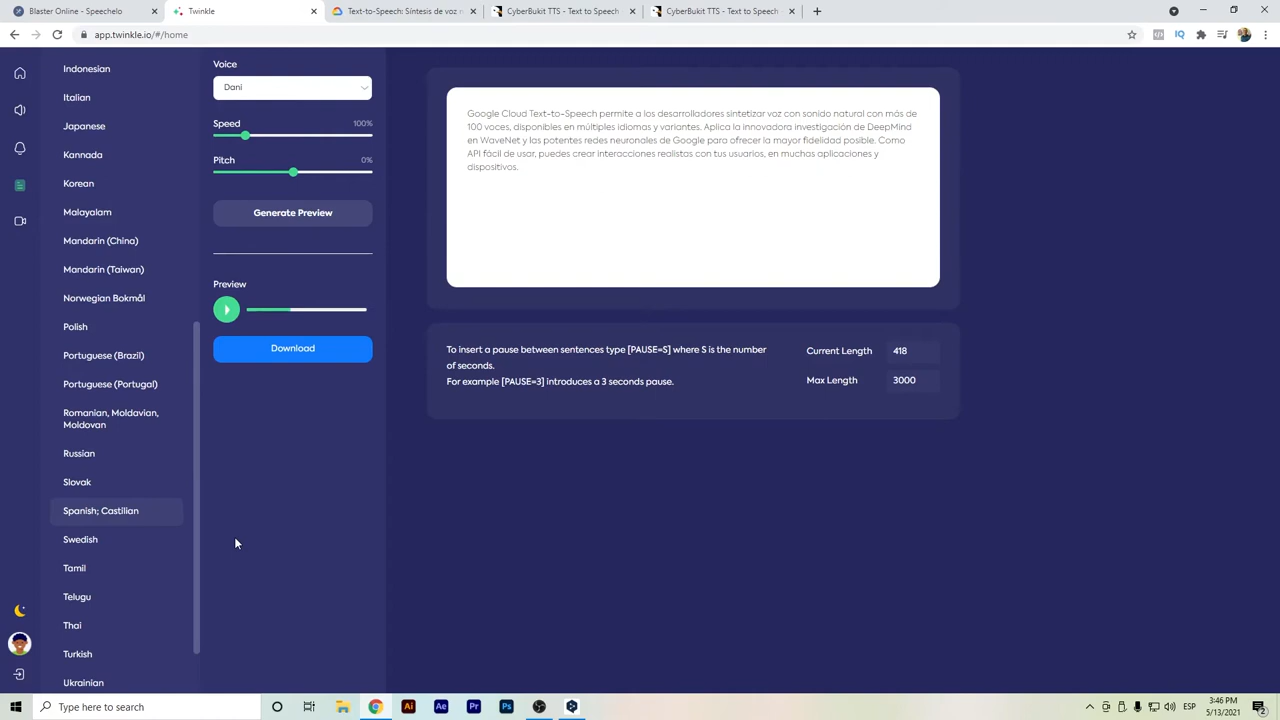 Blaster Online - Speechelo
Twinkle
Text-to-Speech: Síntesis de voz n
CyberBukit TTS - Text to Speech
CyberBukit TTS - Text to Speech
app.twinkle.io/#/home
IQ
Indonesian
Italian
Japanese
Kannada
Korean
Malayalam
Mandarin (China)
Mandarin (Taiwan)
Norwegian Bokmål
Polish
Portuguese (Brazil)
Portuguese (Portugal)
Romanian, Moldavian,
Moldovan
Russian
Slovak
Spanish; Castilian
Swedish
Tamil
Telugu
Thai
Turkish
Ukrainian
Voice
Dani
Speed 100%
Pitch 0%
Generate Preview
Preview
Download
Google Cloud Text-to-Speech permite a los desarrolladores sintetizar voz con sonido natural con más de
100 voces, disponibles en múltiples idiomas y variantes. Aplica la innovadora investigación de DeepMind
en WaveNet y las potentes redes neuronales de Google para ofrecer la mayor fidelidad posible. Como
API fácil de usar, puedes crear interacciones realistas con tus usuarios, en muchas aplicaciones y
dispositivos.
To insert a pause between sentences type [PAUSE=S] where S is the number
of seconds.
For example [PAUSE=3] introduces a 3 seconds pause.
Current Length 418
Max Length 3000
Type here to search
Ai
Ae
Pr
Ps
ESP
3:46 PM
5/13/2021
2